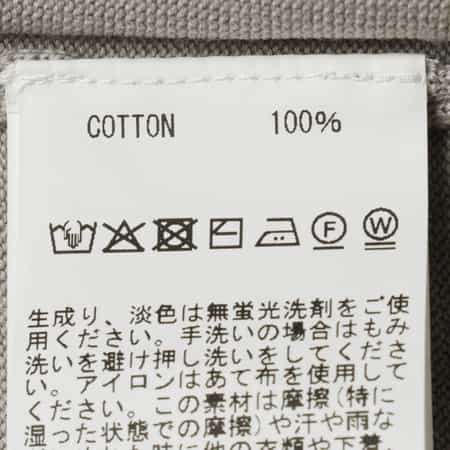 COTTON 100%
F W
生成り、淡色は無蛍光洗剤をご使
用ください。手洗いの場合はもみ
洗いを避け押し洗いをしてくださ
い。アイロンはあて布を使用して
ください。この素材は摩擦(特に
湿った状態での摩擦)や汗や雨な